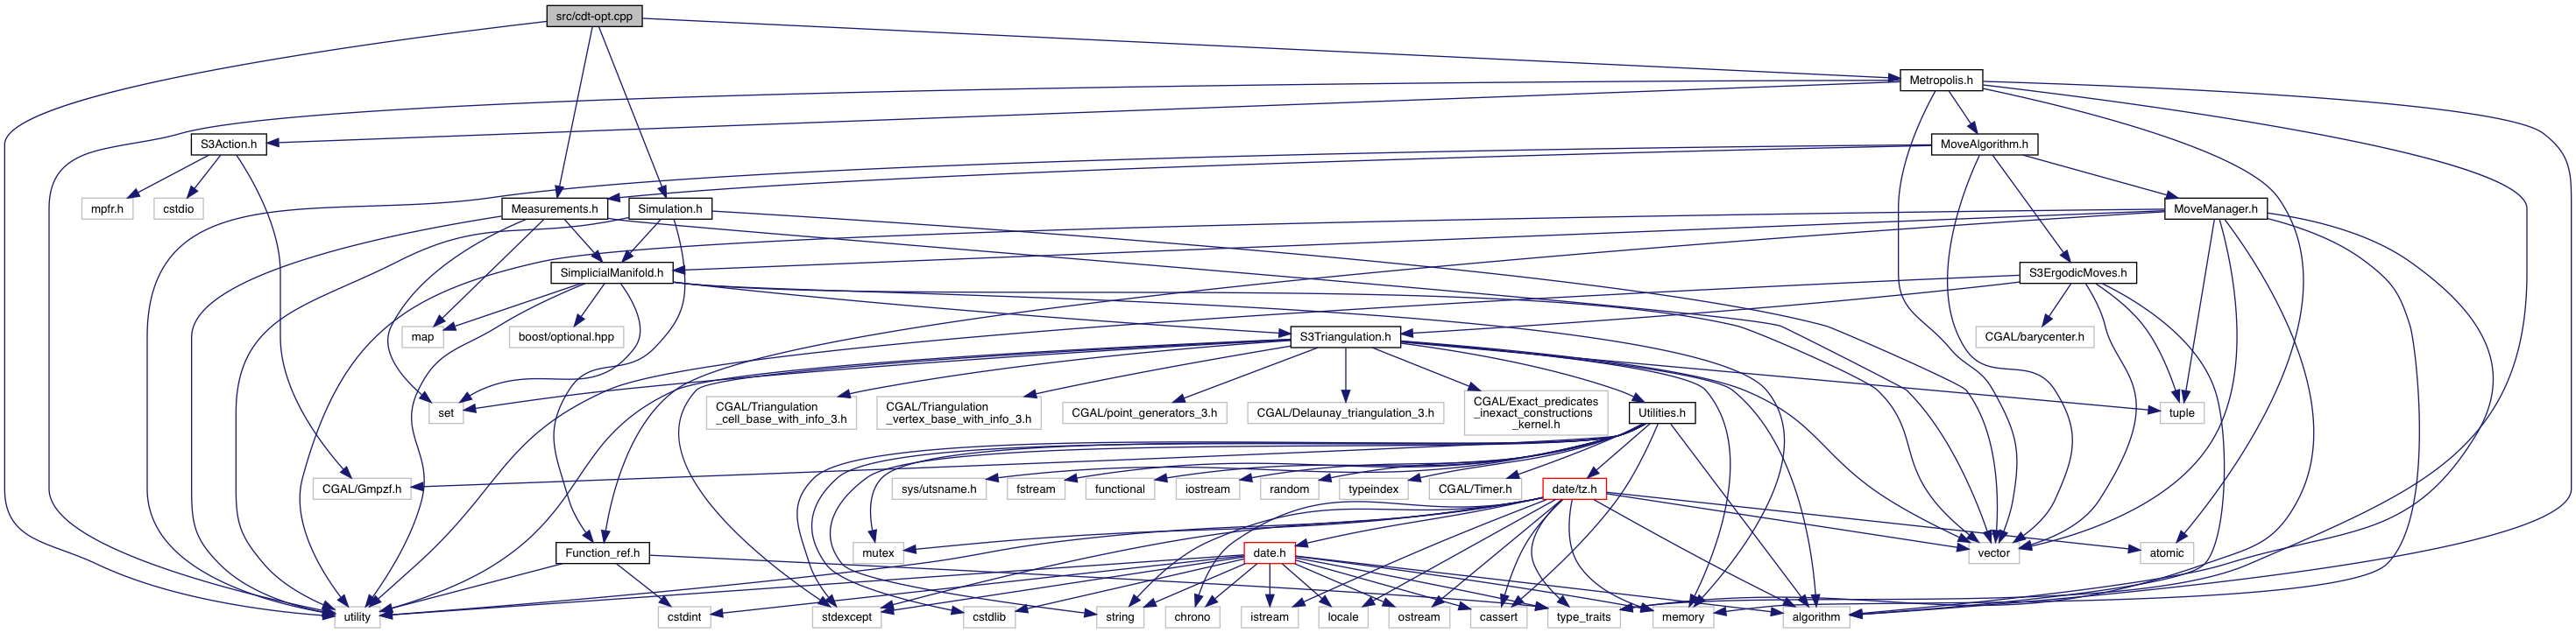 src/cdt-opt.cpp
Metropolis.h
S3Action.h
MoveAlgorithm.h
mpfr.h
cstdio
Measurements.h
Simulation.h
MoveManager.h
SimplicialManifold.h
S3ErgodicMoves.h
map
boost/optional.hpp
S3Triangulation.h
CGAL/barycenter.h
set
CGAL/Triangulation
_cell_base_with_info_3.h
CGAL/Triangulation
_vertex_base_with_info_3.h
CGAL/point_generators_3.h
CGAL/Delaunay_triangulation_3.h
CGAL/Exact_predicates
_inexact_constructions
_kernel.h
Utilities.h
tuple
CGAL/Gmpzf.h
sys/utsname.h
fstream
functional
iostream
random
typeindex
CGAL/Timer.h
date/tz.h
Function_ref.h
mutex
date.h
vector
atomic
utility
cstdint
stdexcept
cstdlib
string
chrono
istream
locale
ostream
cassert
type_traits
memory
algorithm